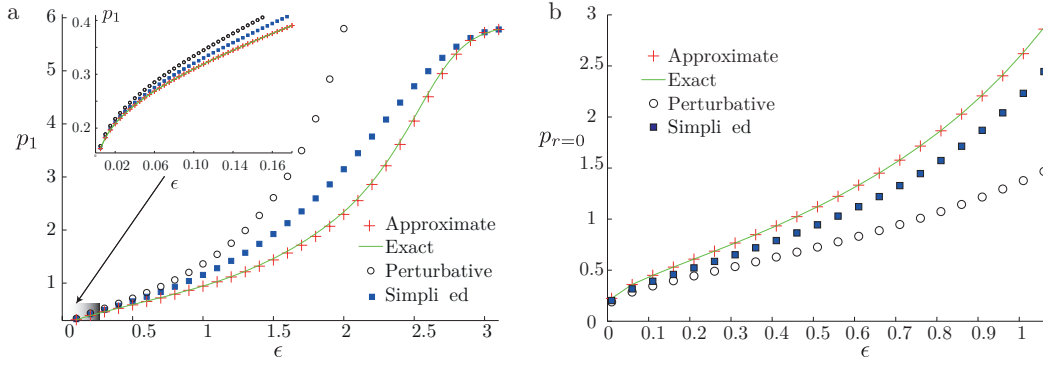 a
p₁
0.4
0.3
0.2
0.02 0.06 0.10 0.14 0.16
ϵ
6
5
4
3
2
1
p₁
Approximate
Exact
Perturbative
Simpli ed
0 0.5 1 1.5 2 2.5 3
ϵ
b
3
2.5
2
1.5
1
0.5
0
p_{r=0}
Approximate
Exact
Perturbative
Simpli ed
0 0.1 0.2 0.3 0.4 0.5 0.6 0.7 0.8 0.9 1
ϵ